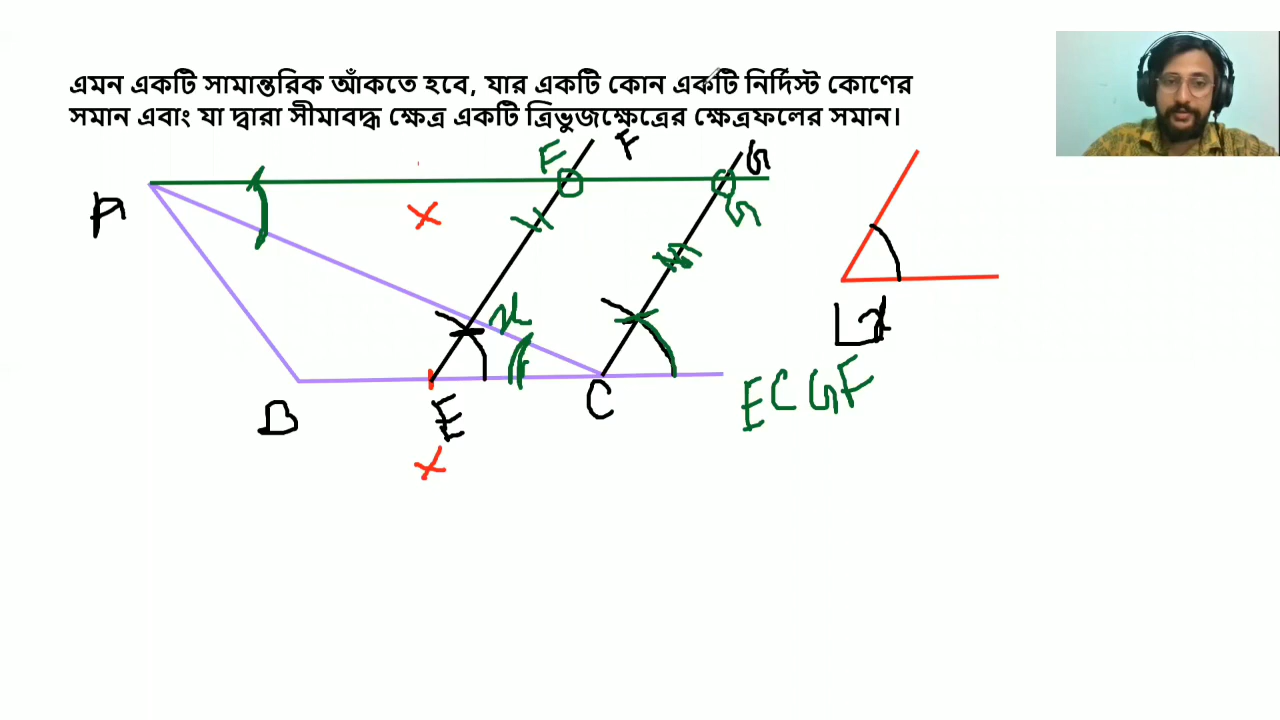 এমন একটি সামান্তরিক আঁকতে হবে, যার একটি কোন একটি নির্দিস্ট কোণের
সমান এবং যা দ্বারা সীমাবদ্ধ ক্ষেত্র একটি ত্রিভুজক্ষেত্রের ক্ষেত্রফলের সমান।
F F G
A G
x
∠x
B E C ECGF